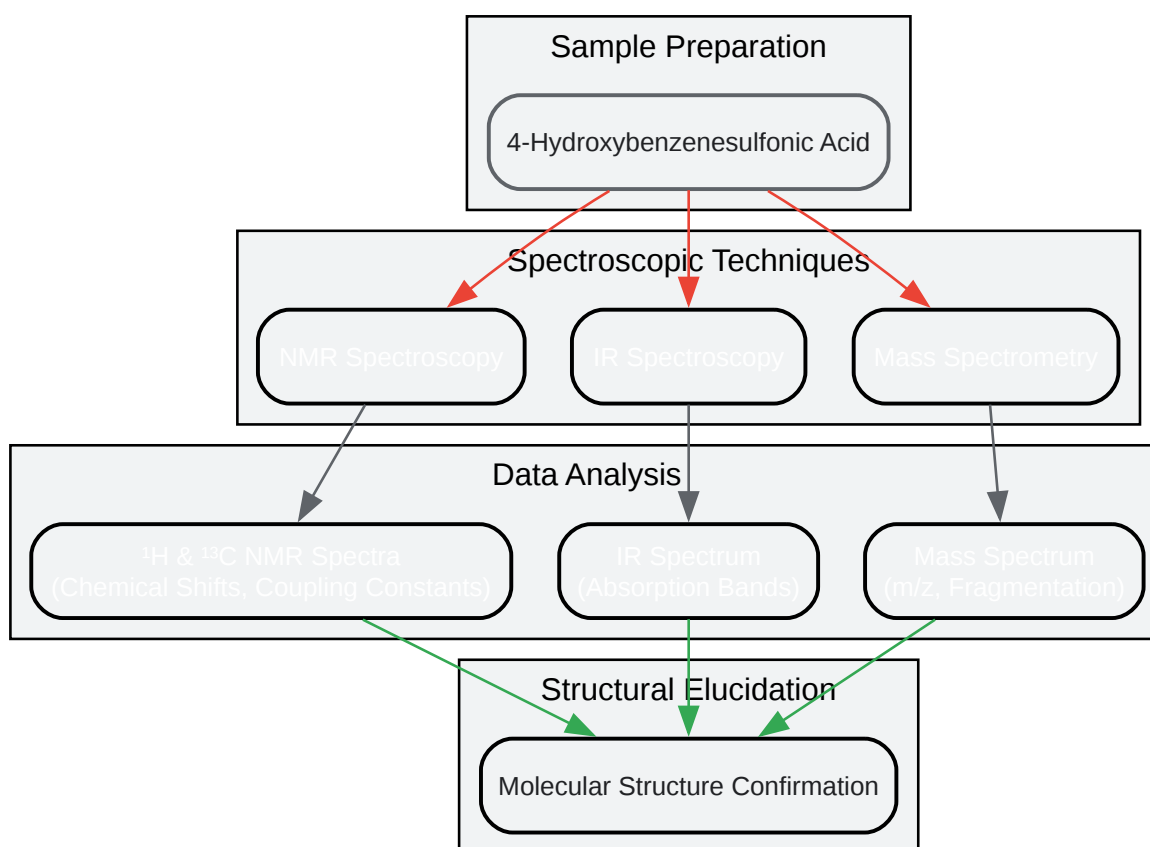 Sample Preparation
4-Hydroxybenzenesulfonic Acid
Spectroscopic Techniques
NMR Spectroscopy
IR Spectroscopy
Mass Spectrometry
Data Analysis
¹H & ¹³C NMR Spectra
(Chemical Shifts, Coupling Constants)
IR Spectrum
(Absorption Bands)
Mass Spectrum
(m/z, Fragmentation)
Structural Elucidation
Molecular Structure Confirmation